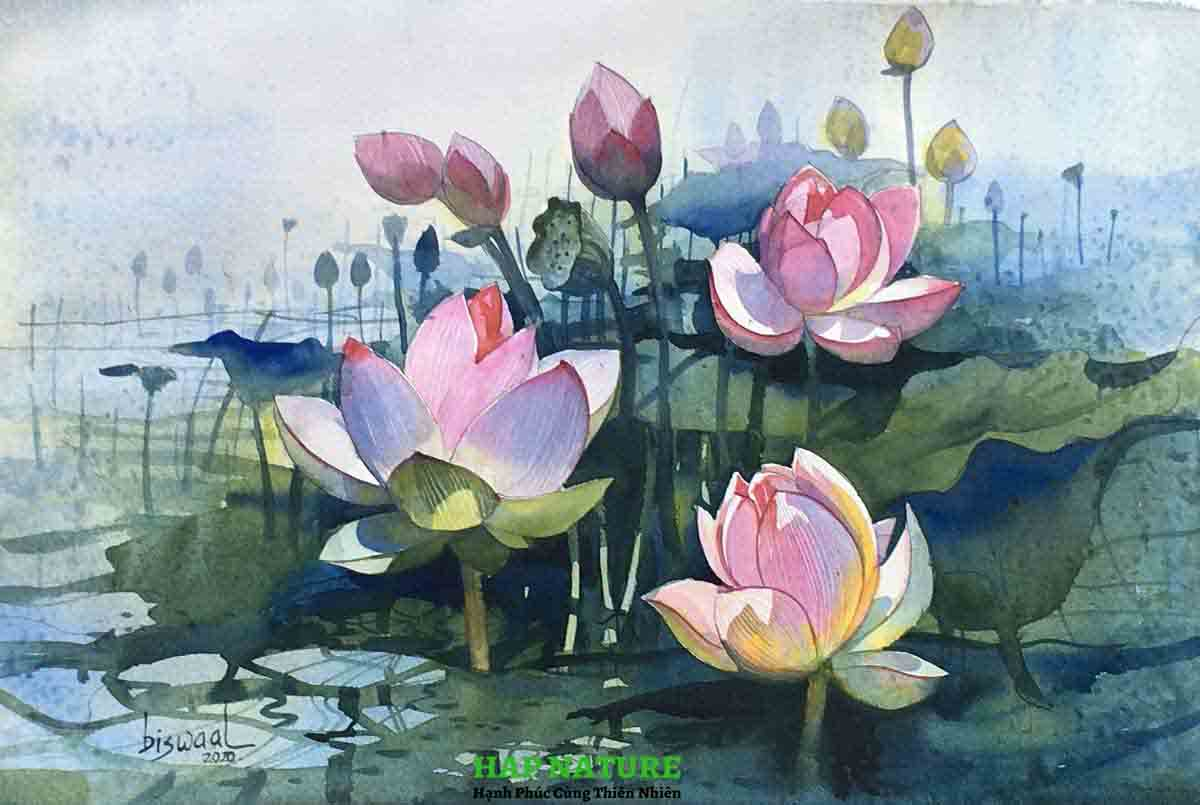 biswaal
2020
HAP NATURE
Hạnh Phúc Cùng Thiên Nhiên